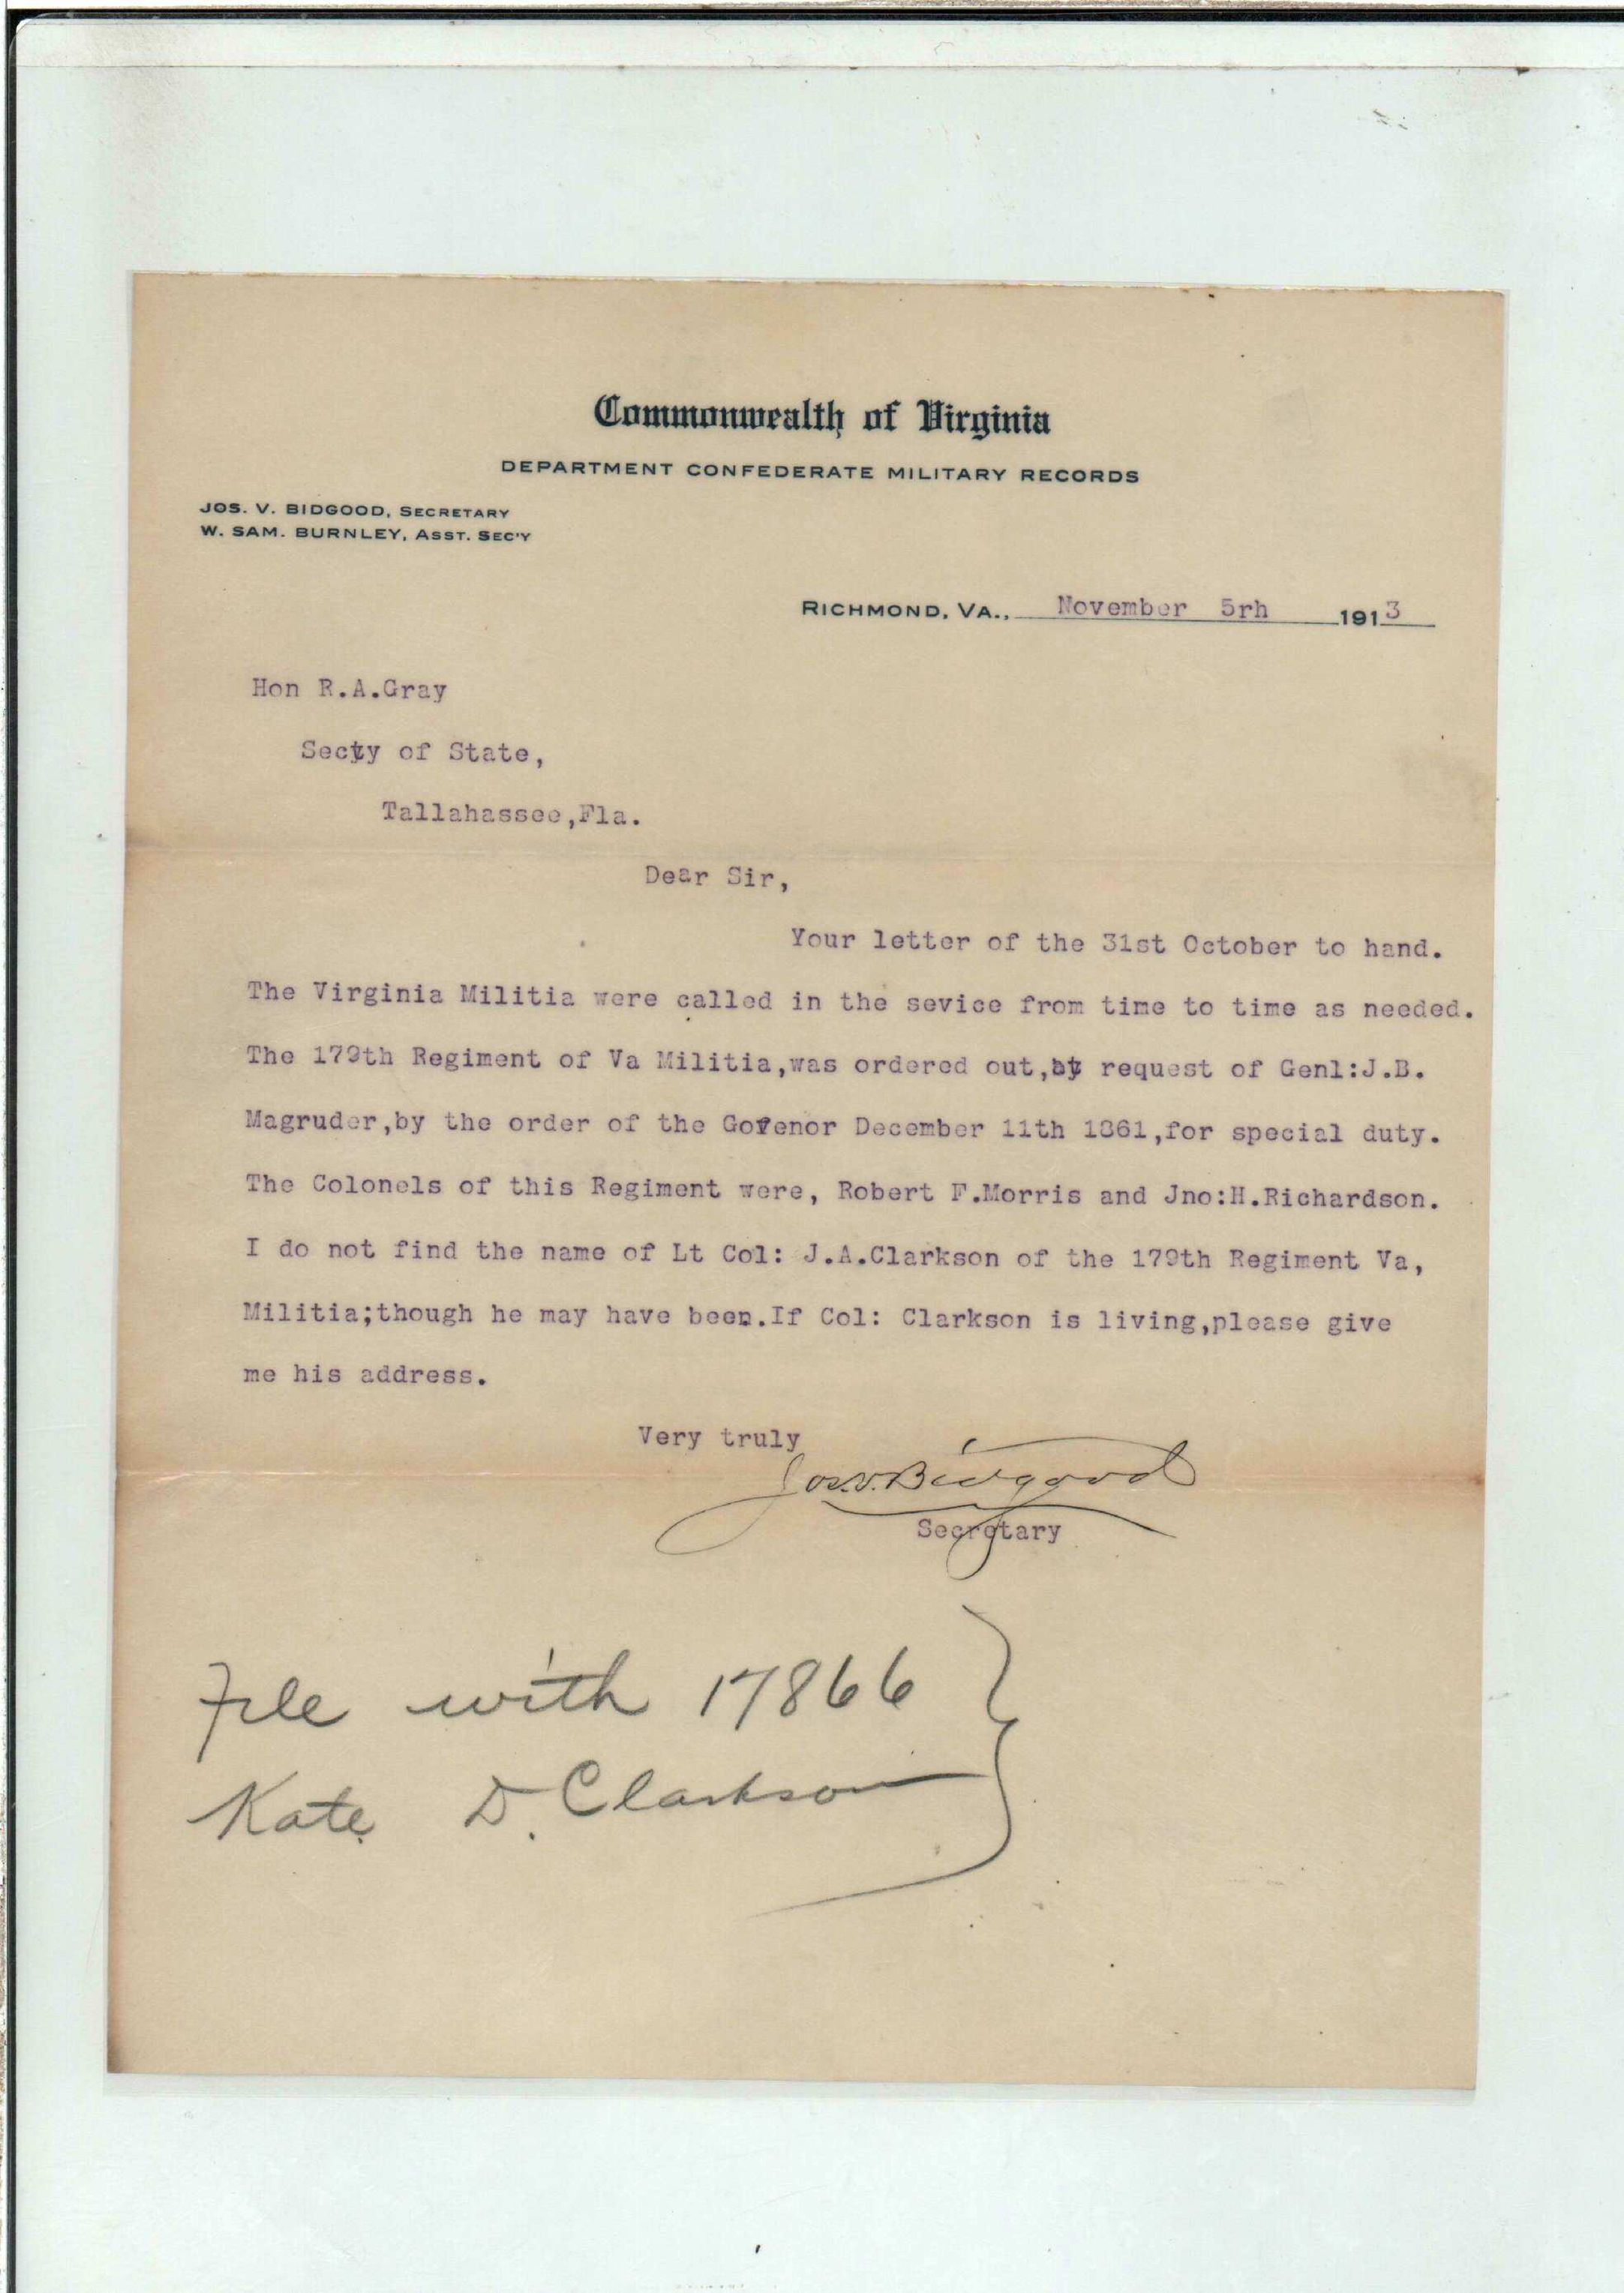 Commonwealth of Virginia
DEPARTMENT CONFEDERATE MILITARY RECORDS
JOS. V. BIDGOOD, SECRETARY
W. SAM. BURNLEY, ASST. SEC'Y
RICHMOND, VA., November 5rh 1913
Hon R.A.Gray
Secty of State,
Tallahassee,Fla.
Dear Sir,
Your letter of the 31st October to hand.
The Virginia Militia were called in the sevice from time to time as needed.
The 179th Regiment of Va Militia,was ordered out,at request of Genl:J.B.
Magruder,by the order of the Govenor December 11th 1861,for special duty.
The Colonels of this Regiment were, Robert F.Morris and Jno:H.Richardson.
I do not find the name of Lt Col: J.A.Clarkson of the 179th Regiment Va,
Militia;though he may have been.If Col: Clarkson is living,please give
me his address.
Very truly
Jos.V.Bidgood
Secretary
File with 17866
Kate D. Clarkson